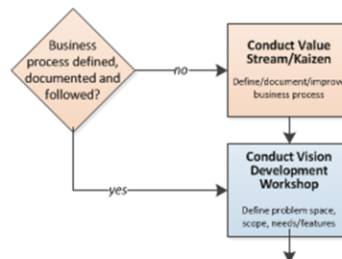 Business
process defined,
documented and
followed?
no
Conduct Value
Stream/Kaizen
Define/document/improve
business process
yes
Conduct Vision
Development
Workshop
Define problem space,
scope, needs/features